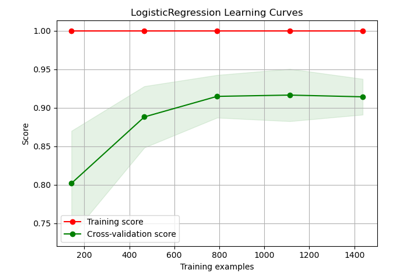 LogisticRegression Learning Curves
1.00
0.95
0.90
0.85
0.80
0.75
Score
Training score
Cross-validation score
200 400 600 800 1000 1200 1400
Training examples